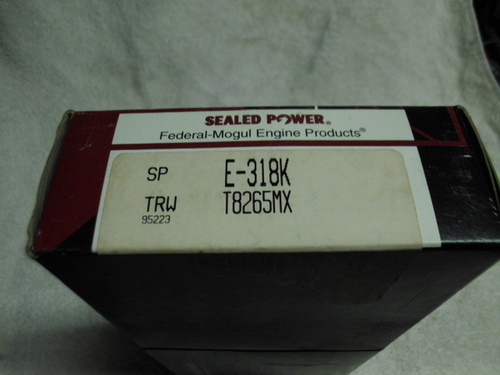 SEALED POWER®
Federal-Mogul Engine Products®
SP E-318K
TRW T8265MX
95223